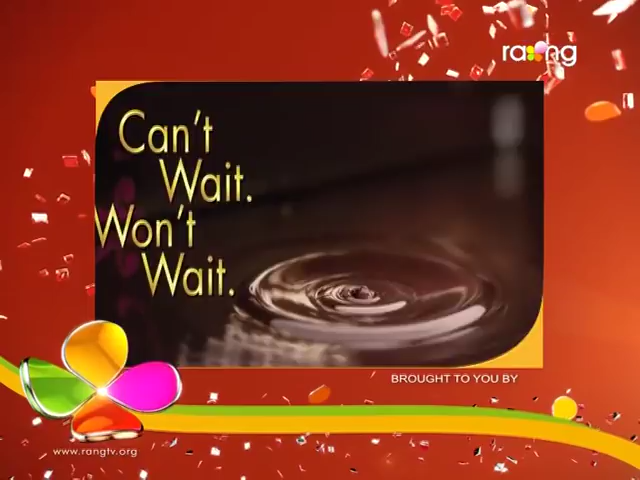 rang
Can't
Wait.
Won't
Wait.
BROUGHT TO YOU BY
www.rangtv.org